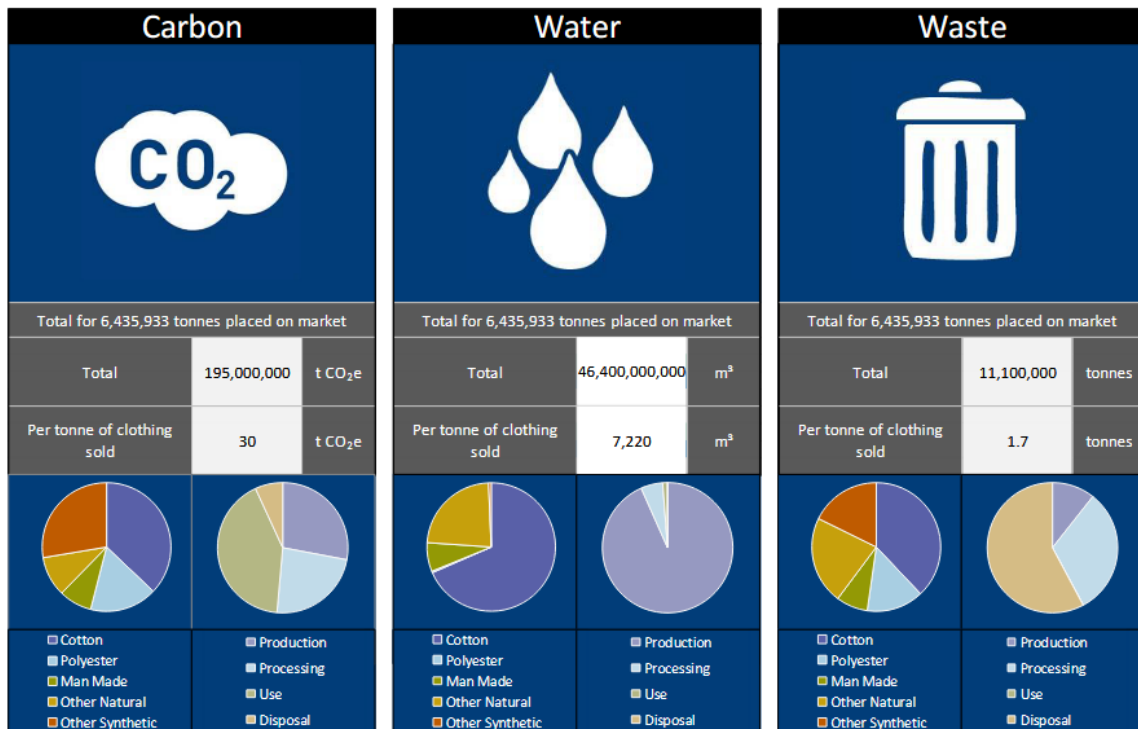 Carbon
CO₂
Total for 6,435,933 tonnes placed on market
Total 195,000,000 t CO₂e
Per tonne of clothing
sold
30 t CO₂e
Cotton
Polyester
Man Made
Other Natural
Other Synthetic
Production
Processing
Use
Disposal
Water
Total for 6,435,933 tonnes placed on market
Total 46,400,000,000 m³
Per tonne of clothing
sold
7,220 m³
Cotton
Polyester
Man Made
Other Natural
Other Synthetic
Production
Processing
Use
Disposal
Waste
Total for 6,435,933 tonnes placed on market
Total 11,100,000 tonnes
Per tonne of clothing
sold
1.7 tonnes
Cotton
Polyester
Man Made
Other Natural
Other Synthetic
Production
Processing
Use
Disposal